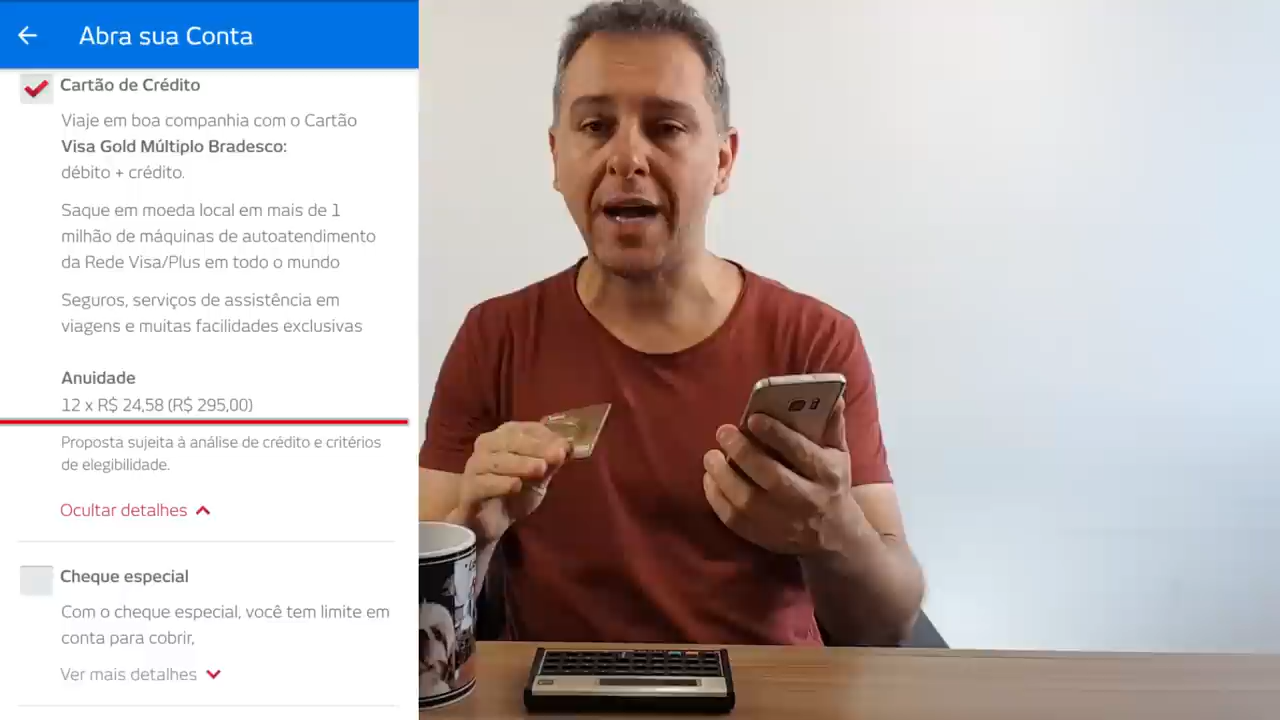 Abra sua Conta
Cartão de Crédito
Viaje em boa companhia com o Cartão
Visa Gold Múltiplo Bradesco:
débito + crédito.
Saque em moeda local em mais de 1
milhão de máquinas de autoatendimento
da Rede Visa/Plus em todo o mundo
Seguros, serviços de assistência em
viagens e muitas facilidades exclusivas
Anuidade
12 x R$ 24,58 (R$ 295,00)
Proposta sujeita à análise de crédito e critérios
de elegibilidade.
Ocultar detalhes
Cheque especial
Com o cheque especial, você tem limite em
conta para cobrir,
Ver mais detalhes